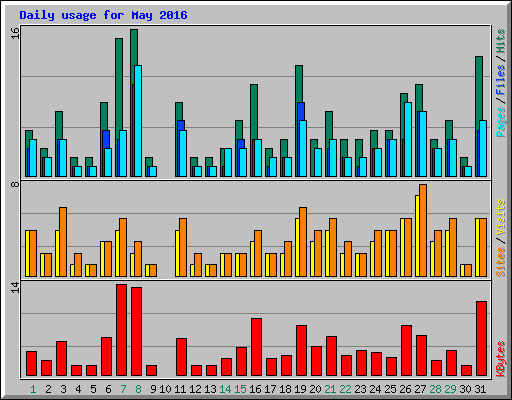 Daily usage for May 2016
16
Pages / Files / Hits
8
Sites / Visits
14
KBytes
1 2 3 4 5 6 7 8 9 10 11 12 13 14 15 16 17 18 19 20 21 22 23 24 25 26 27 28 29 30 31